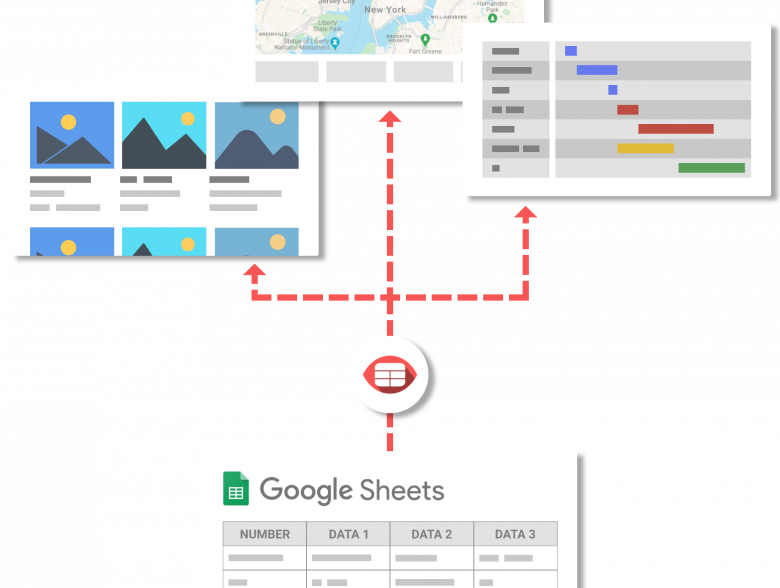 Jersey City
New York
Hernandez
Park
WILLIAMSBURG
Liberty
State Park
GREENVILLE
Statue of Liberty
National Monument
BROOKLYN
HEIGHTS
Fort Greene
Google Sheets
NUMBER DATA 1 DATA 2 DATA 3